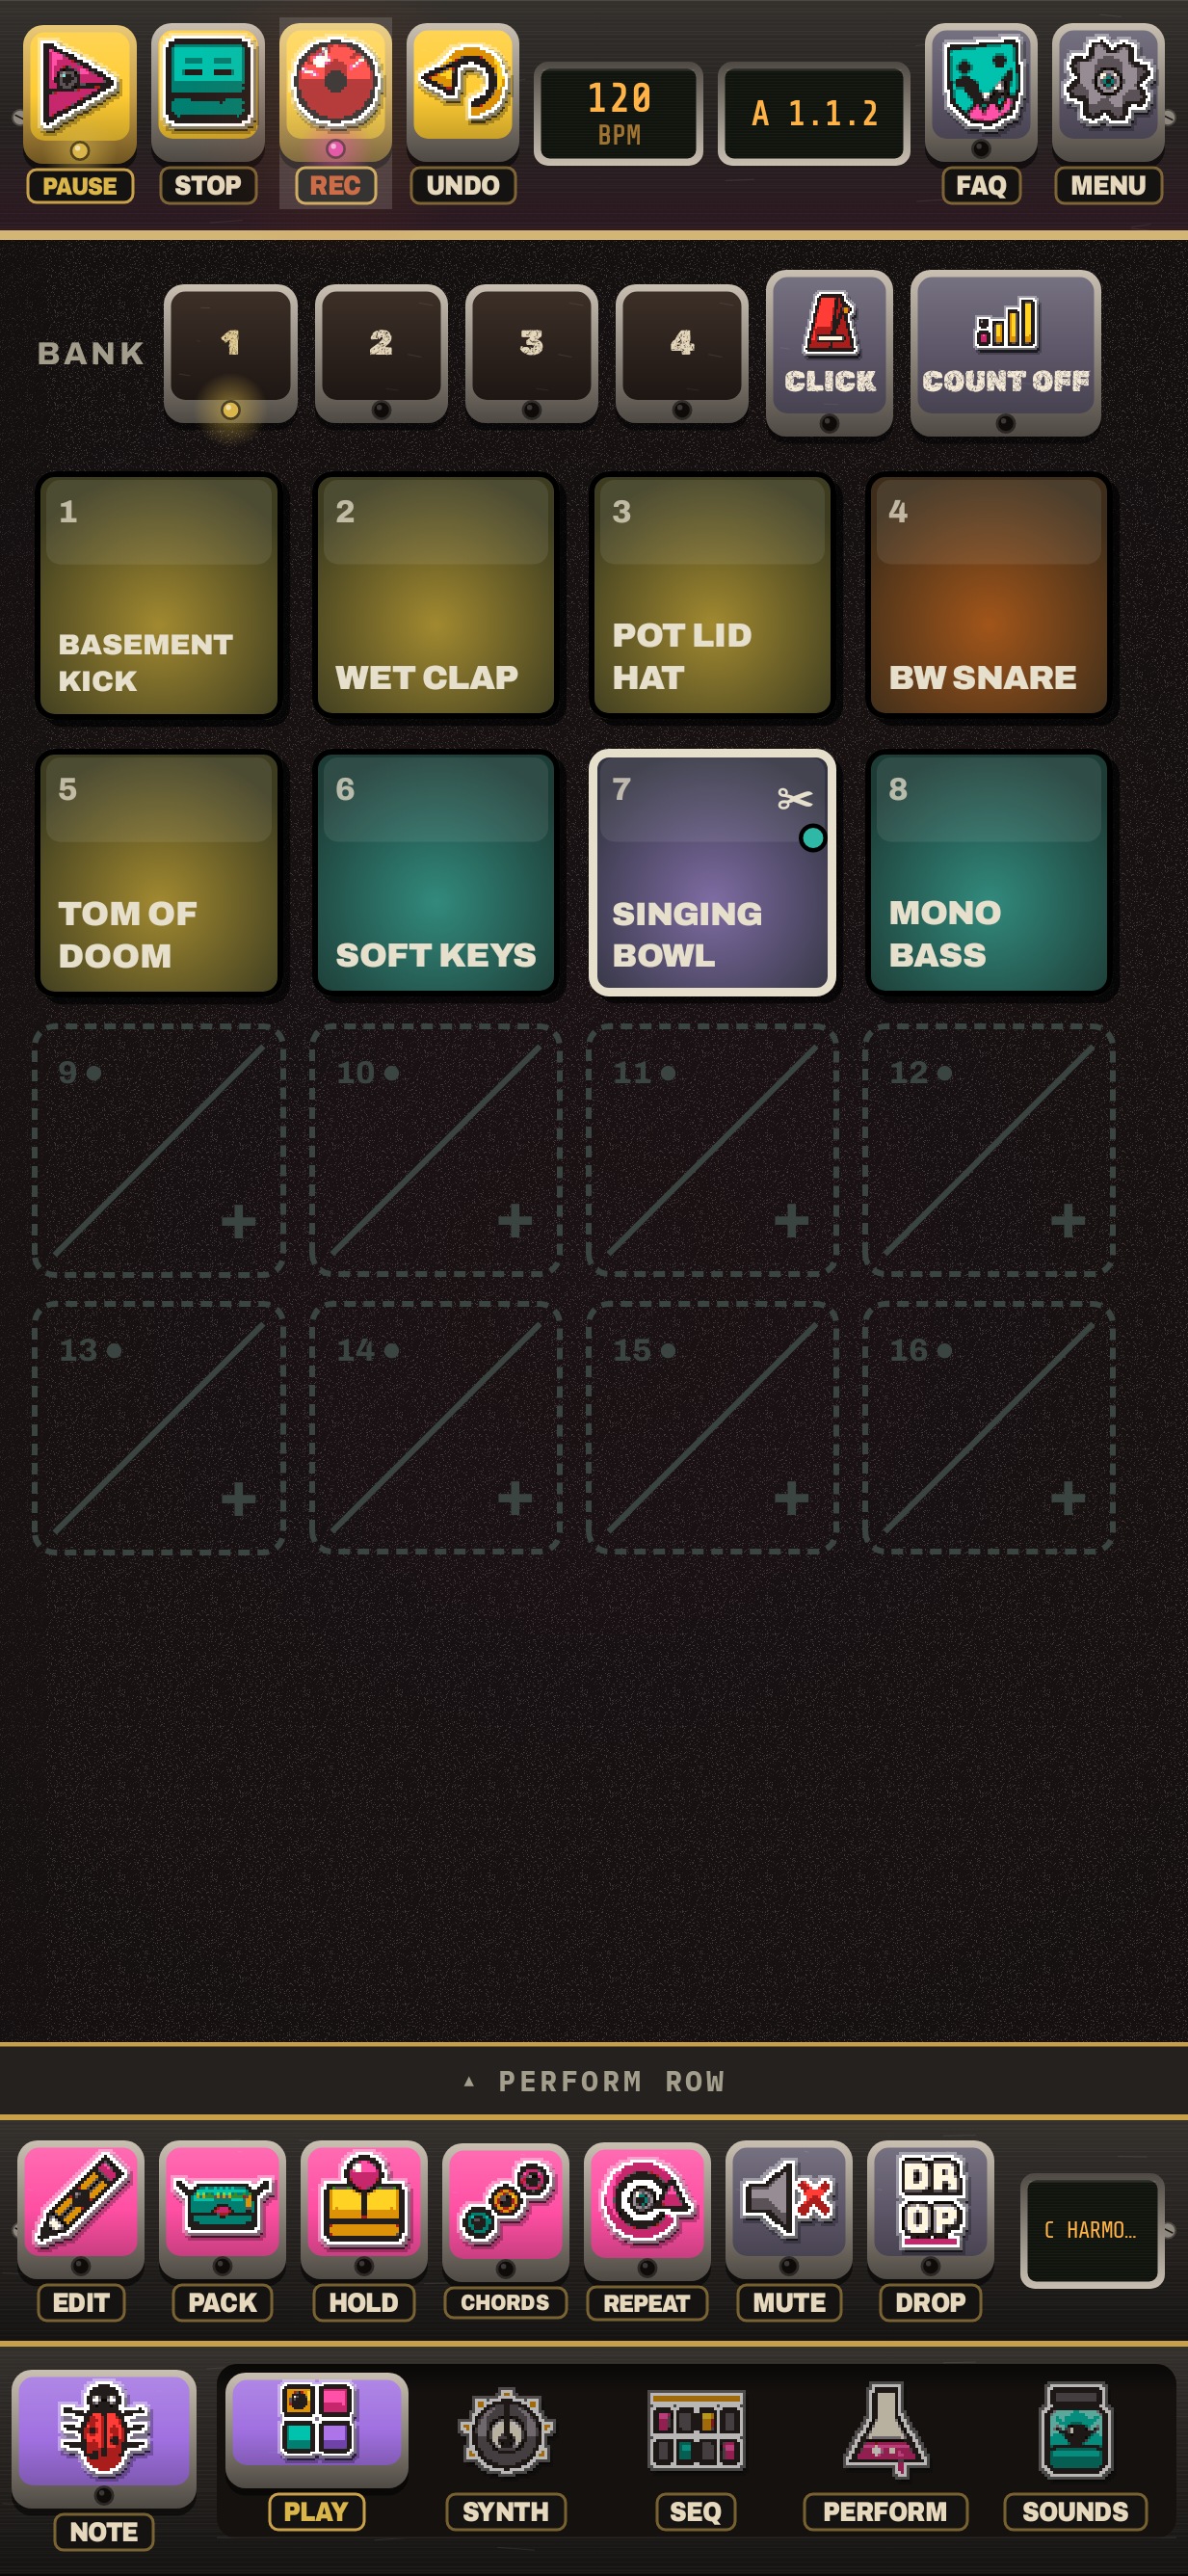 PAUSE
STOP
REC
UNDO
120
BPM
A 1.1.2
FAQ
MENU
BANK
1
2
3
4
CLICK
COUNT OFF
1
BASEMENT
KICK
2
WET CLAP
3
POT LID
HAT
4
BW SNARE
5
TOM OF
DOOM
6
SOFT KEYS
7
SINGING
BOWL
8
MONO
BASS
9
10
11
12
13
14
15
16
▲ PERFORM ROW
EDIT
PACK
HOLD
CHORDS
REPEAT
MUTE
DR
OP
DROP
C HARMO…
NOTE
PLAY
SYNTH
SEQ
PERFORM
SOUNDS